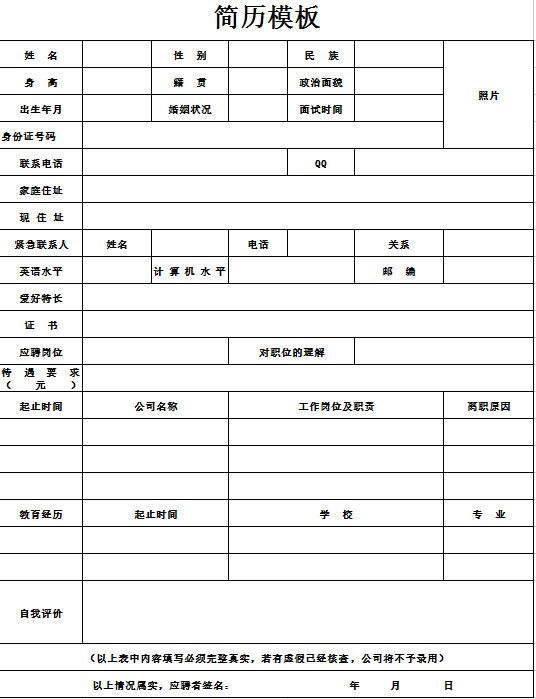 简历模板
姓 名 性 别 民 族
身 高 籍 贯 政治面貌 照片
出生年月 婚姻状况 面试时间
身份证号码
联系电话 QQ
家庭住址
现 住 址
紧急联系人 姓名 电话 关系
英语水平 计算机水平 邮 编
爱好特长
证 书
应聘岗位 对职位的理解
待遇要求
（元）
起止时间 公司名称 工作岗位及职责 离职原因
教育经历 起止时间 学 校 专 业
自我评价
（以上表中内容填写必须完整真实，若有虚假已经核查，公司将不予录用）
以上情况属实，应聘者签名： 年 月 日